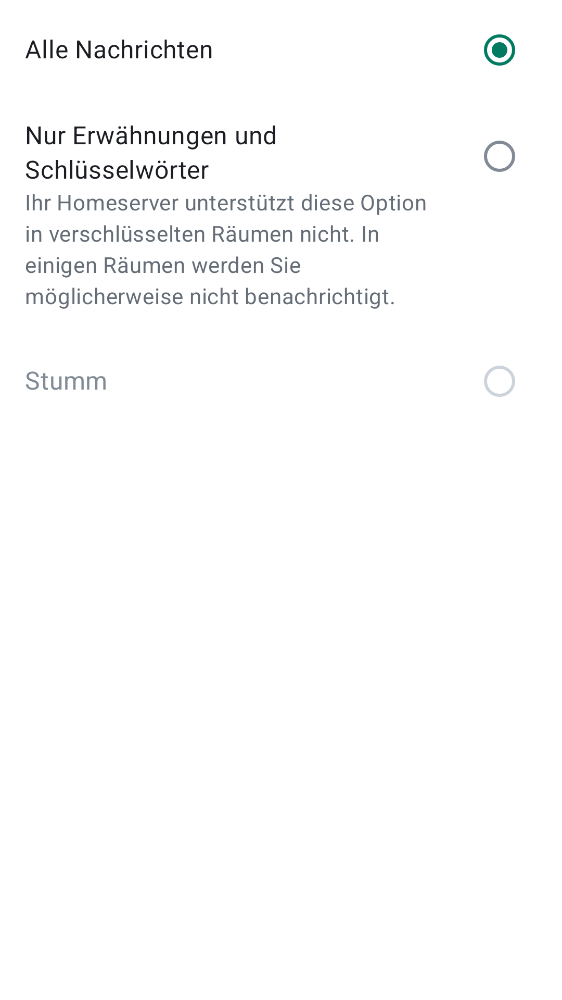 Alle Nachrichten
Nur Erwähnungen und
Schlüsselwörter
Ihr Homeserver unterstützt diese Option
in verschlüsselten Räumen nicht. In
einigen Räumen werden Sie
möglicherweise nicht benachrichtigt.
Stumm